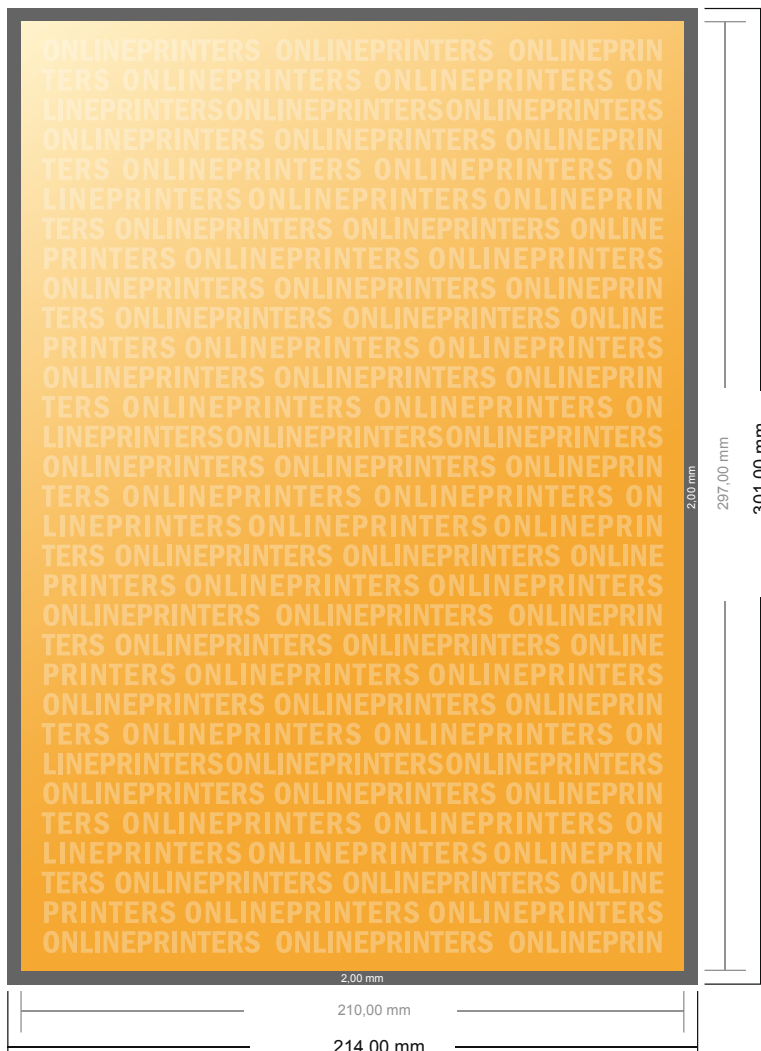 ONLINEPRINTERS ONLINEPRINTERS ONLINEPRIN
TERS ONLINEPRINTERS ONLINEPRINTERS ON
LINEPRINTERSONLINEPRINTERSONLINEPRINTERS
ONLINEPRINTERS ONLINEPRINTERS ONLINEPRIN
TERS ONLINEPRINTERS ONLINEPRINTERS ON
LINEPRINTERS ONLINEPRINTERS ONLINEPRIN
TERS ONLINEPRINTERS ONLINEPRINTERS ONLINE
PRINTERS ONLINEPRINTERS ONLINEPRINTERS
ONLINEPRINTERS ONLINEPRINTERS ONLINEPRIN
TERS ONLINEPRINTERS ONLINEPRINTERS ONLINE
PRINTERS ONLINEPRINTERS ONLINEPRINTERS
ONLINEPRINTERS ONLINEPRINTERS ONLINEPRIN
TERS ONLINEPRINTERS ONLINEPRINTERS ON
LINEPRINTERSONLINEPRINTERSONLINEPRINTERS
ONLINEPRINTERS ONLINEPRINTERS ONLINEPRIN
TERS ONLINEPRINTERS ONLINEPRINTERS ON
LINEPRINTERS ONLINEPRINTERS ONLINEPRIN
TERS ONLINEPRINTERS ONLINEPRINTERS ONLINE
PRINTERS ONLINEPRINTERS ONLINEPRINTERS
ONLINEPRINTERS ONLINEPRINTERS ONLINEPRIN
TERS ONLINEPRINTERS ONLINEPRINTERS ONLINE
PRINTERS ONLINEPRINTERS ONLINEPRINTERS
ONLINEPRINTERS ONLINEPRINTERS ONLINEPRIN
TERS ONLINEPRINTERS ONLINEPRINTERS ON
LINEPRINTERSONLINEPRINTERSONLINEPRINTERS
ONLINEPRINTERS ONLINEPRINTERS ONLINEPRIN
TERS ONLINEPRINTERS ONLINEPRINTERS ON
LINEPRINTERS ONLINEPRINTERS ONLINEPRIN
TERS ONLINEPRINTERS ONLINEPRINTERS ONLINE
PRINTERS ONLINEPRINTERS ONLINEPRINTERS
ONLINEPRINTERS ONLINEPRINTERS ONLINEPRIN
2,00 mm
297,00 mm
301,00 mm
2,00 mm
210,00 mm
214,00 mm